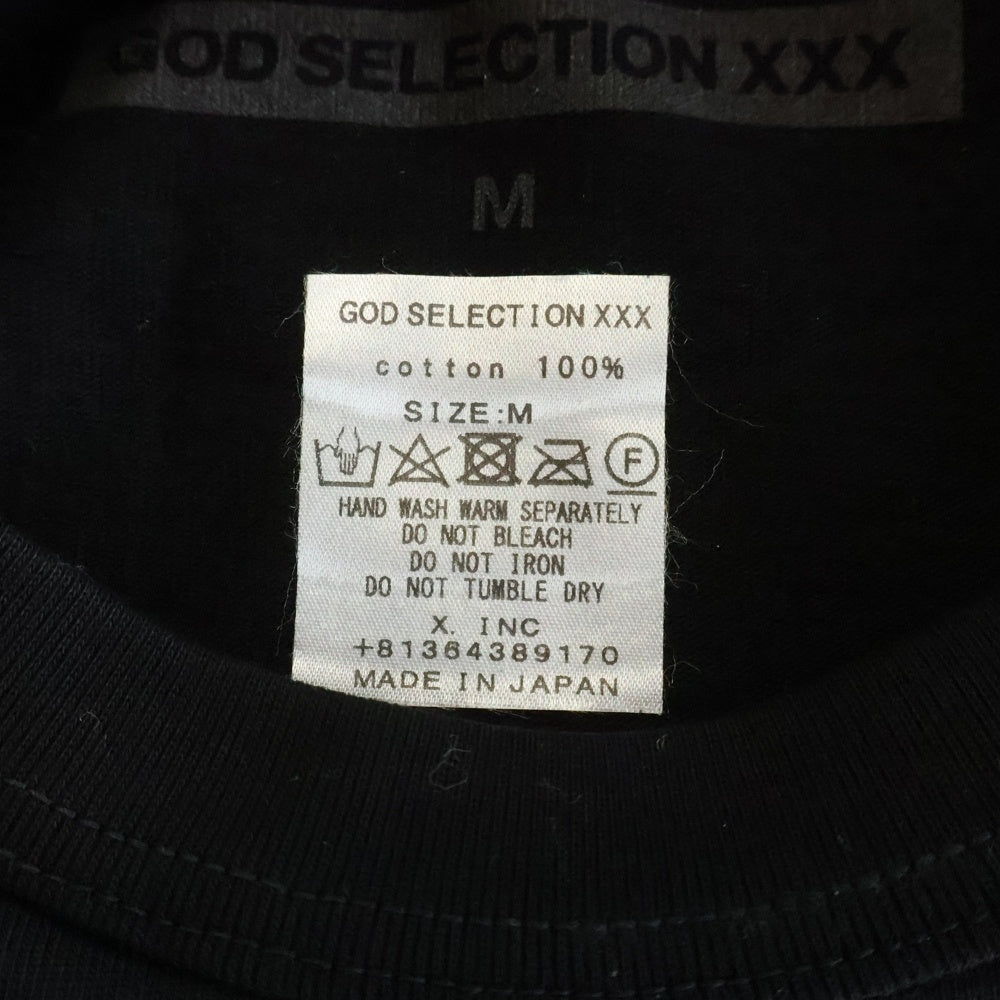 GOD SELECTION XXX
M
GOD SELECTION XXX
cotton 100%
SIZE:M
F
HAND WASH WARM SEPARATELY
DO NOT BLEACH
DO NOT IRON
DO NOT TUMBLE DRY
X. INC
+81364389170
MADE IN JAPAN